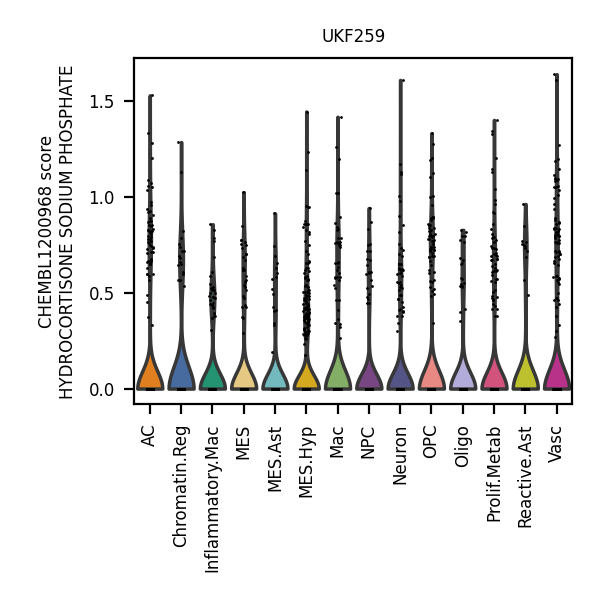 UKF259
CHEMBL1200968 score
HYDROCORTISONE SODIUM PHOSPHATE
1.5
1.0
0.5
0.0
AC
Chromatin.Reg
Inflammatory.Mac
MES
MES.Ast
MES.Hyp
Mac
NPC
Neuron
OPC
Oligo
Prolif.Metab
Reactive.Ast
Vasc